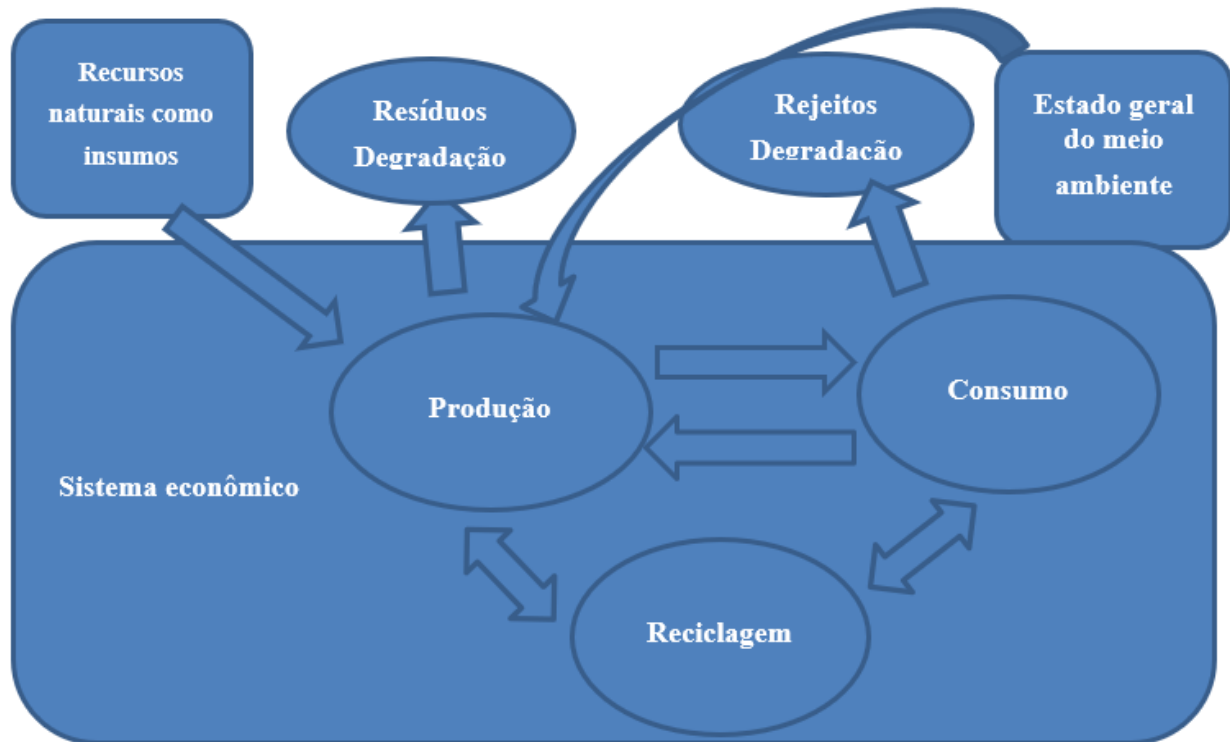 Recursos
naturais como
insumos
Resíduos
Degradação
Rejeitos
Degradação
Estado geral
do meio
ambiente
Produção
Consumo
Sistema econômico
Reciclagem